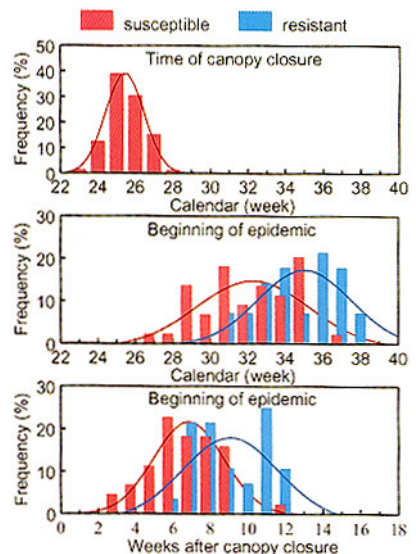 susceptible resistant
Time of canopy closure
Frequency (%)
50
40
30
20
10
0
22 24 26 28 30 32 34 36 38 40
Calendar (week)
Beginning of epidemic
Frequency (%)
30
20
10
0
22 24 26 28 30 32 34 36 38 40
Calendar (week)
Beginning of epidemic
Frequency (%)
30
20
10
0
0 2 4 6 8 10 12 14 16 18
Weeks after canopy closure